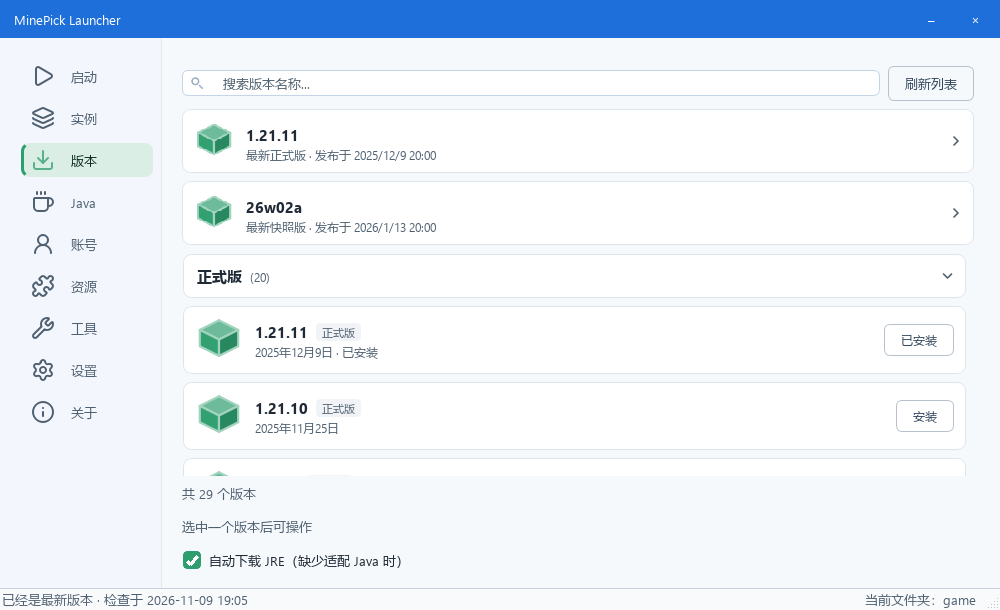 MinePick Launcher
启动
实例
版本
Java
账号
资源
工具
设置
关于
搜索版本名称...
刷新列表
1.21.11
最新正式版 · 发布于 2025/12/9 20:00
26w02a
最新快照版 · 发布于 2026/1/13 20:00
正式版 (20)
1.21.11 正式版
2025年12月9日 · 已安装
已安装
1.21.10 正式版
2025年11月25日
安装
共 29 个版本
选中一个版本后可操作
自动下载 JRE（缺少适配 Java 时）
已经是最新版本 · 检查于 2026-11-09 19:05
当前文件夹：game